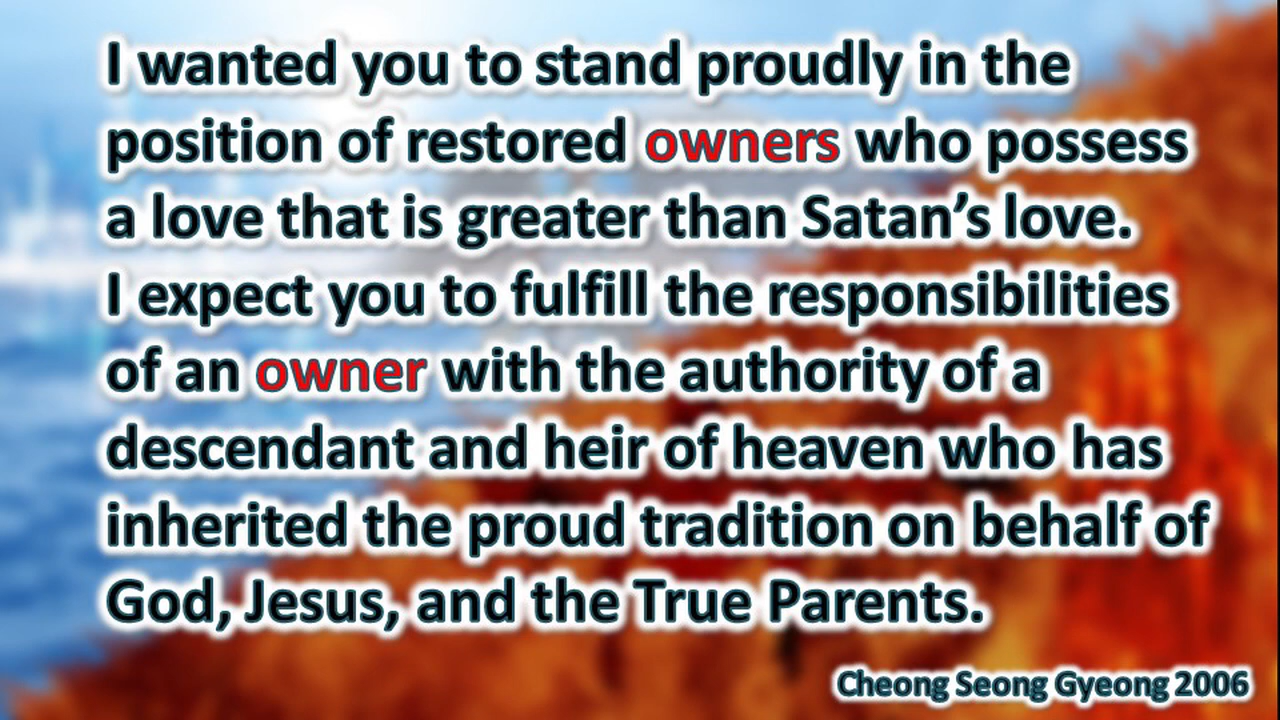 I wanted you to stand proudly in the
position of restored owners who possess
a love that is greater than Satan’s love.
I expect you to fulfill the responsibilities
of an owner with the authority of a
descendant and heir of heaven who has
inherited the proud tradition on behalf of
God, Jesus, and the True Parents.
Cheong Seong Gyeong 2006